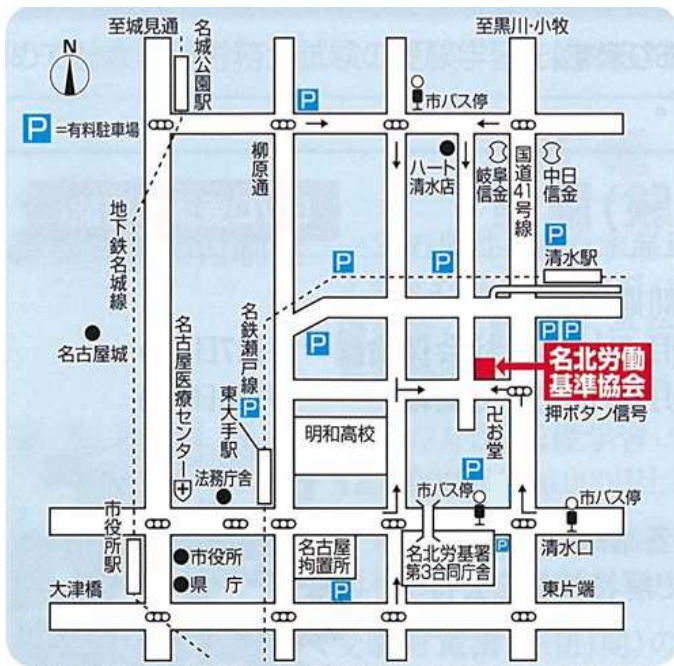 至城見通
至黒川・小牧
N
名城公園駅
P
市バス停
P=有料駐車場
柳原通
ハート
清水店
岐阜
信金
国道41号線
中日
信金
P
地下鉄名城線
清水駅
P
P
名古屋城
名古屋医療センター
名鉄瀬戸線
P
P P
名北労働
基準協会
東大手駅
P
押ボタン信号
明和高校
卍お堂
法務庁舎
P
市バス停
市バス停
市役所駅
市役所
県庁
名古屋
拘置所
名北労基署
第3合同庁舎
P
清水口
大津橋
P
東片端